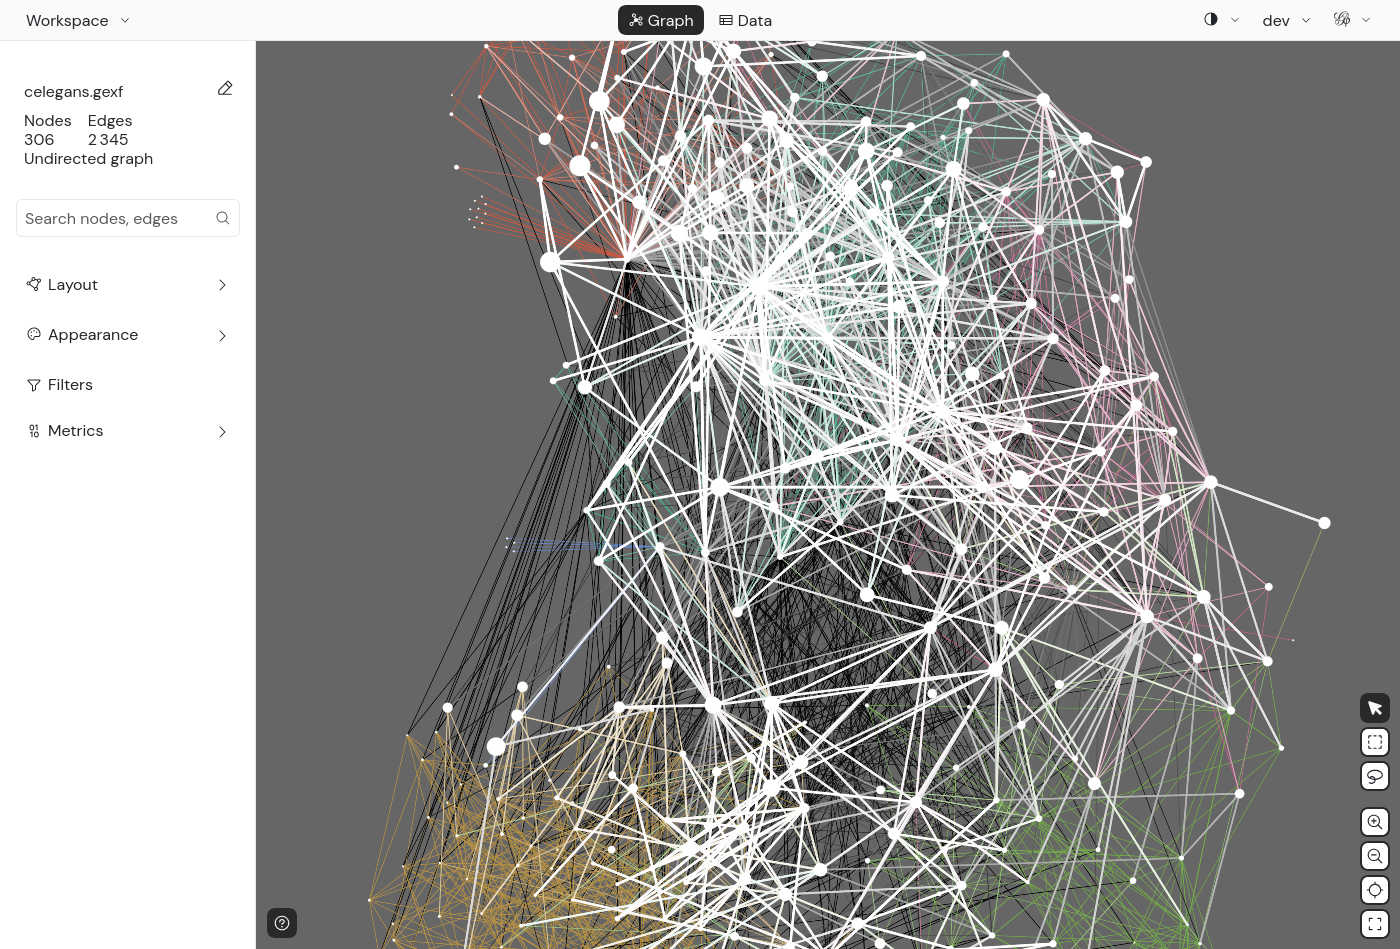 Workspace
Graph
Data
dev
celegans.gexf
Nodes Edges
306 2 345
Undirected graph
Search nodes, edges
Layout
Appearance
Filters
Metrics